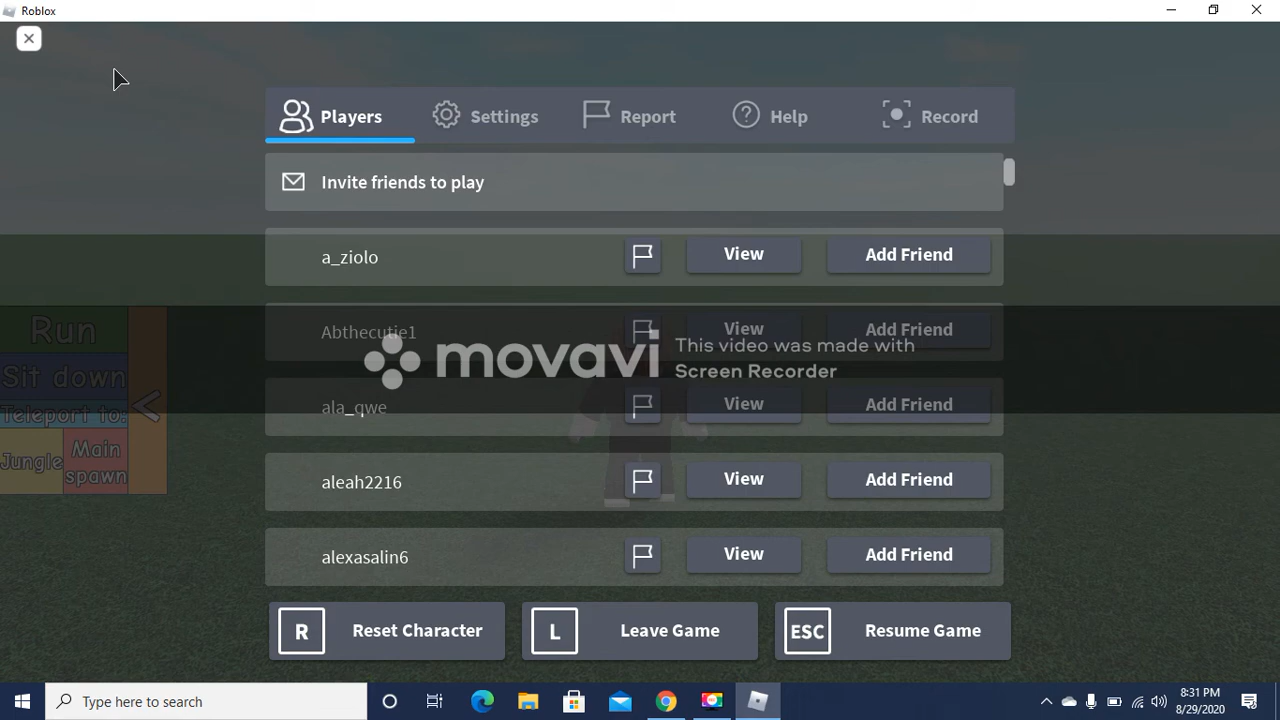 Roblox
Players
Settings
Report
Help
Record
Invite friends to play
a_ziolo
View
Add Friend
Abthecutie1
View
Add Friend
movavi
This video was made with
Screen Recorder
ala_qwe
View
Add Friend
aleah2216
View
Add Friend
alexasalin6
View
Add Friend
Run
Sit down
Teleport to:
<
Jungle
Main
spawn
R
Reset Character
L
Leave Game
ESC
Resume Game
Type here to search
8:31 PM
8/29/2020